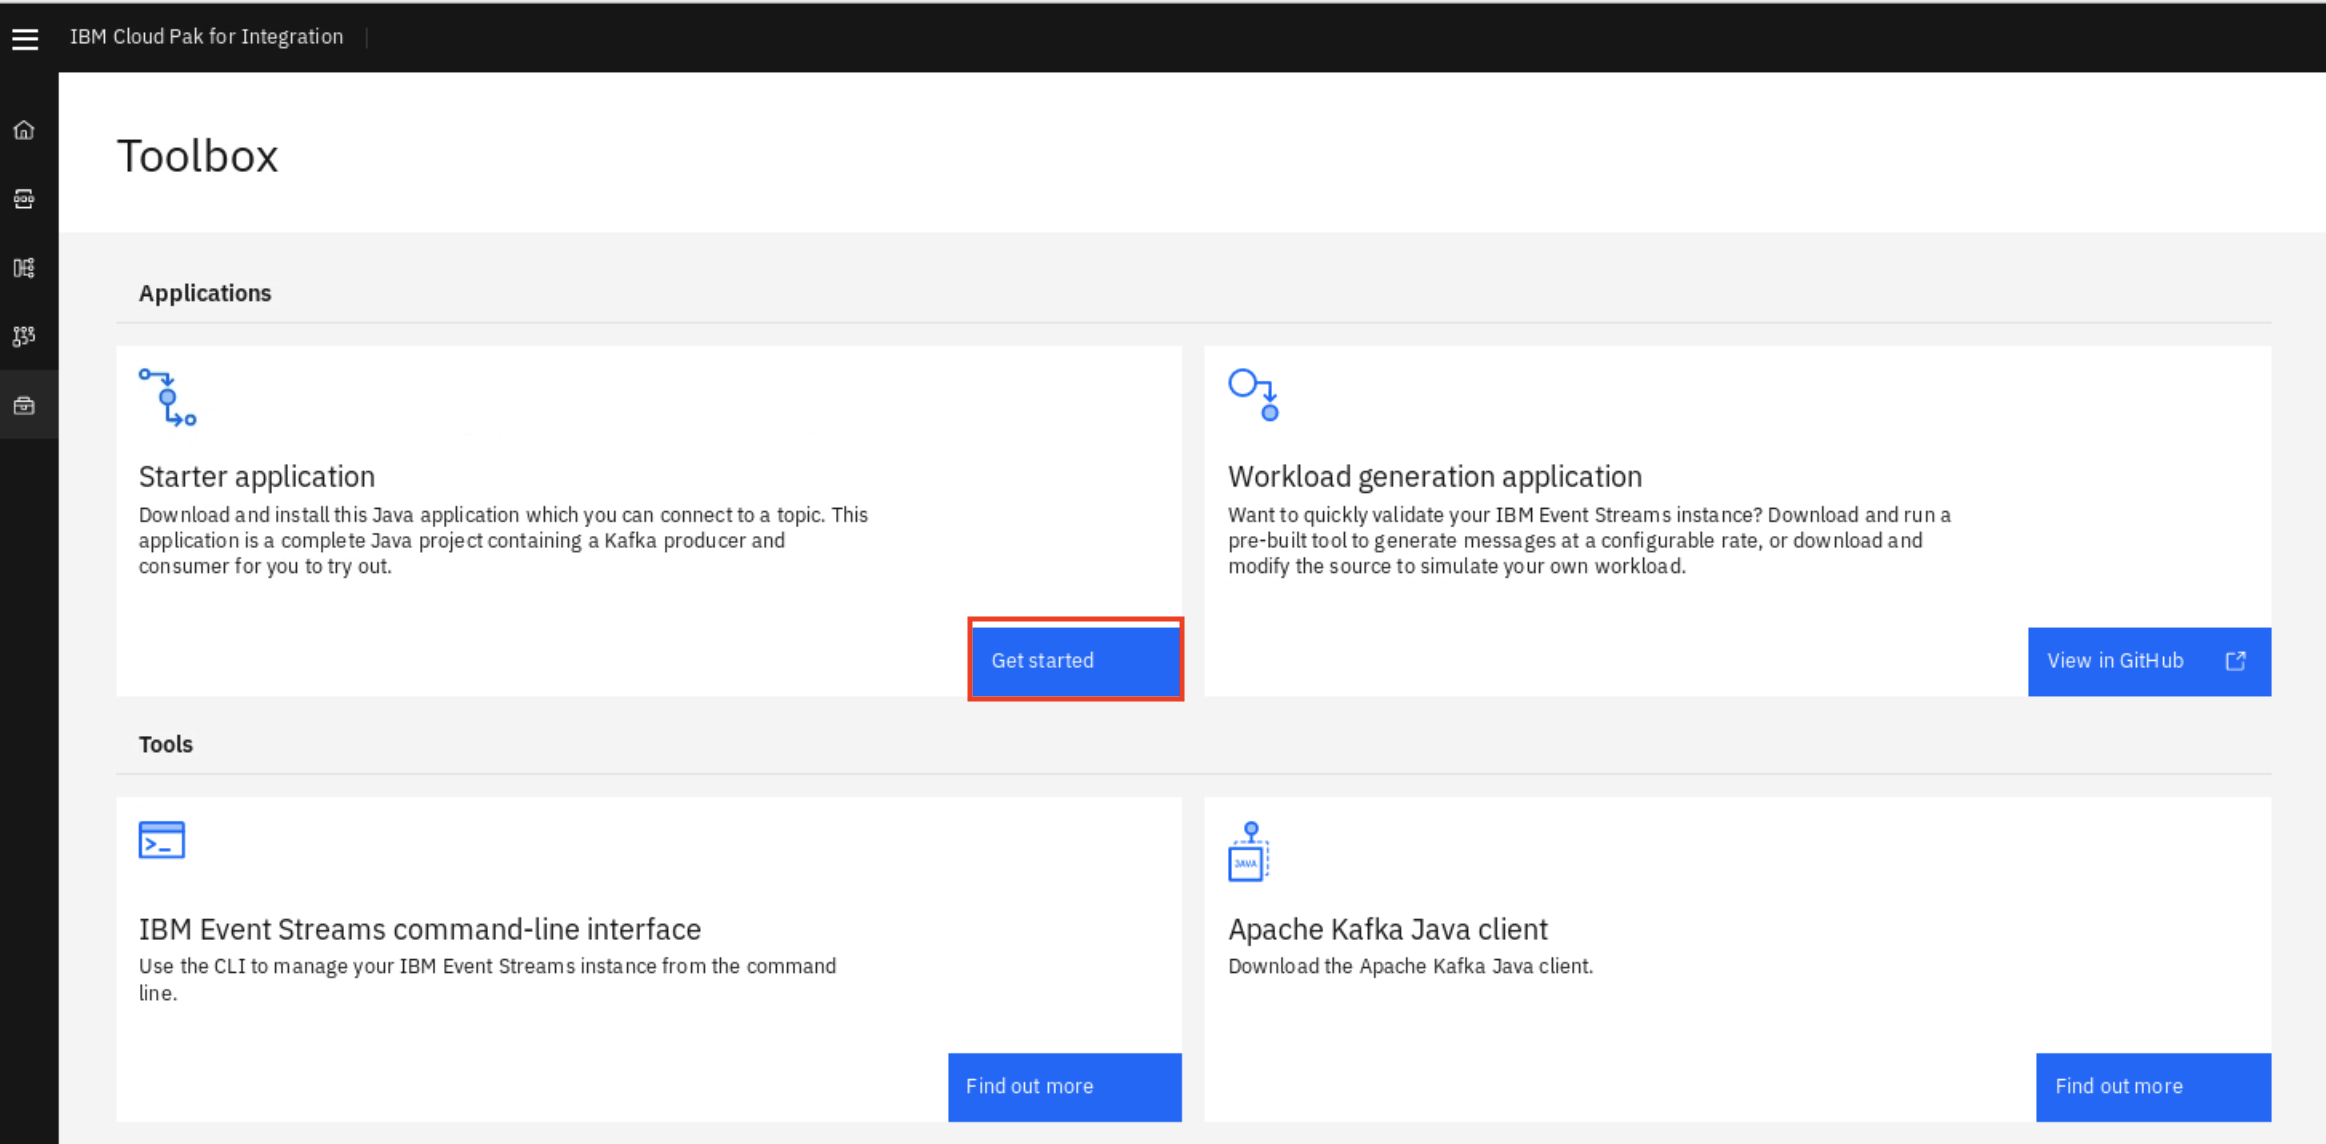 IBM Cloud Pak for Integration
Toolbox
Applications
Starter application
Download and install this Java application which you can connect to a topic. This
application is a complete Java project containing a Kafka producer and
consumer for you to try out.
Get started
Workload generation application
Want to quickly validate your IBM Event Streams instance? Download and run a
pre-built tool to generate messages at a configurable rate, or download and
modify the source to simulate your own workload.
View in GitHub
Tools
IBM Event Streams command-line interface
Use the CLI to manage your IBM Event Streams instance from the command
line.
Find out more
JAVA
Apache Kafka Java client
Download the Apache Kafka Java client.
Find out more